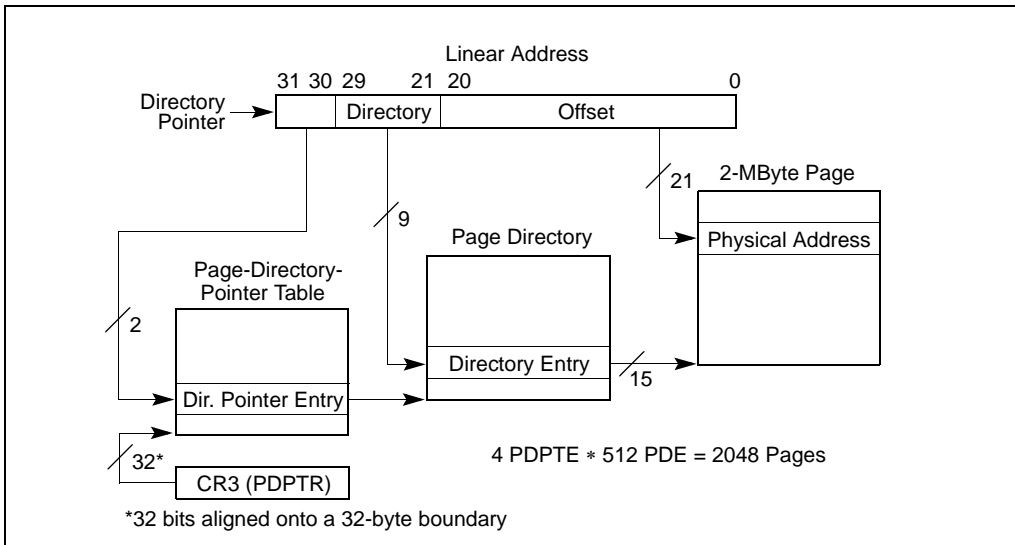 Linear Address
31 30 29 21 20 0
Directory
Pointer
Directory
Offset
21
2-MByte Page
Physical Address
9
Page Directory
Directory Entry
15
Page-Directory-
Pointer Table
2
Dir. Pointer Entry
32*
CR3 (PDPTR)
4 PDPTE ∗ 512 PDE = 2048 Pages
*32 bits aligned onto a 32-byte boundary